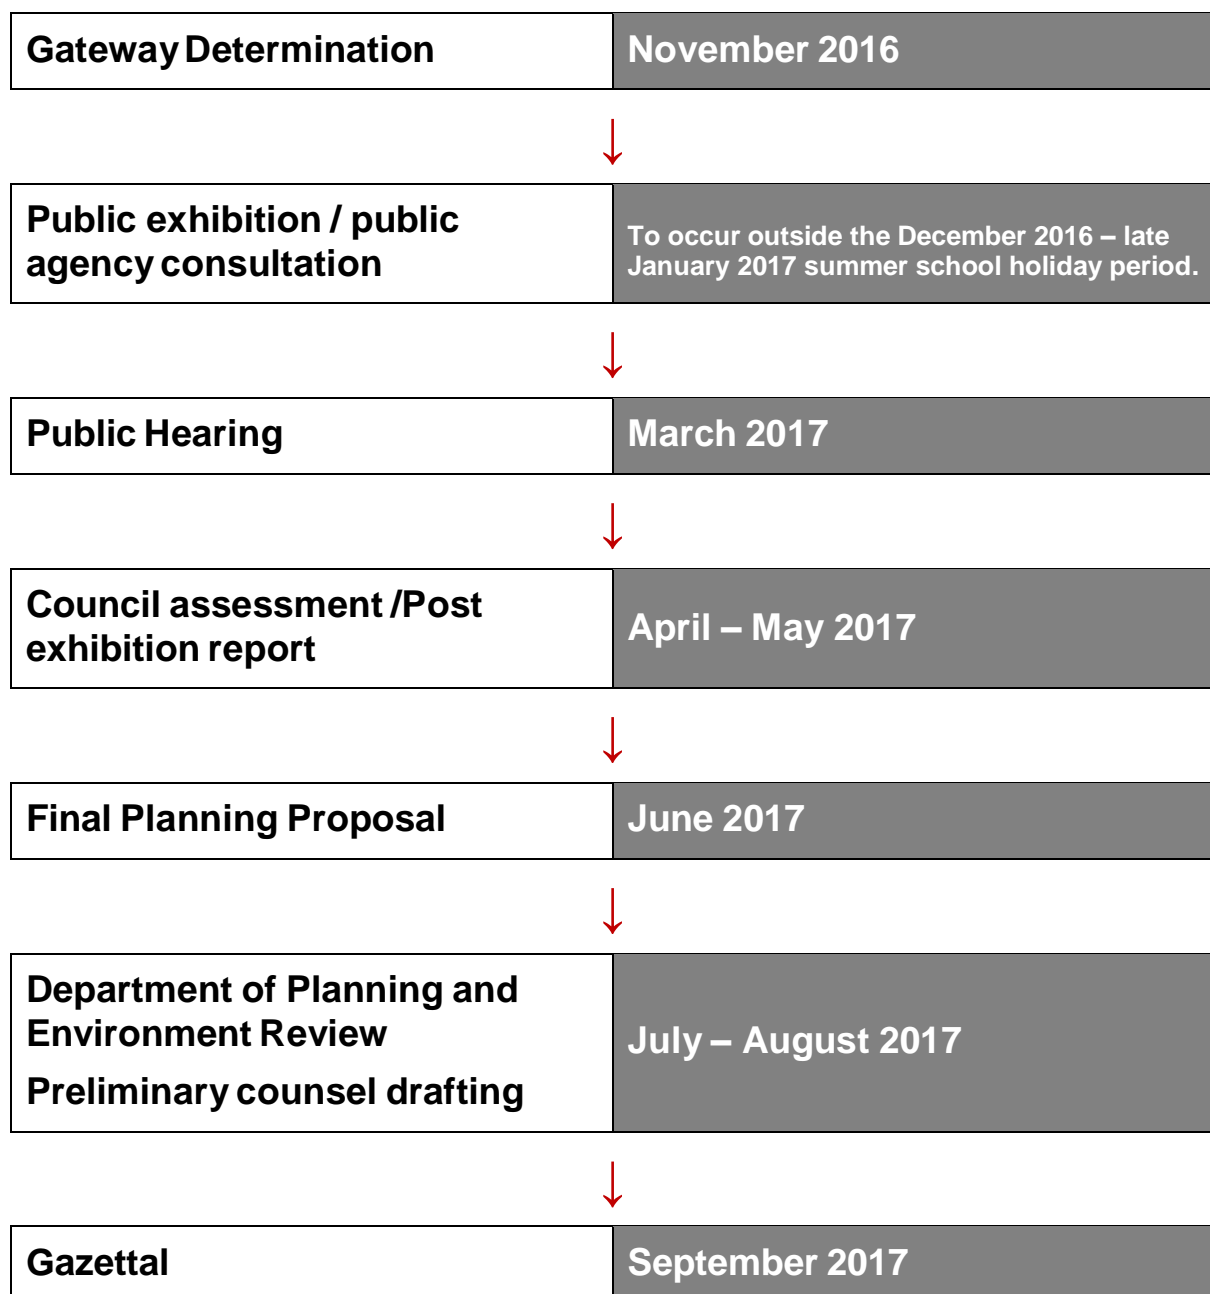 Gateway Determination
November 2016
↓
Public exhibition / public
agency consultation
To occur outside the December 2016 – late
January 2017 summer school holiday period.
↓
Public Hearing
March 2017
↓
Council assessment /Post
exhibition report
April – May 2017
↓
Final Planning Proposal
June 2017
↓
Department of Planning and
Environment Review
Preliminary counsel drafting
July – August 2017
↓
Gazettal
September 2017